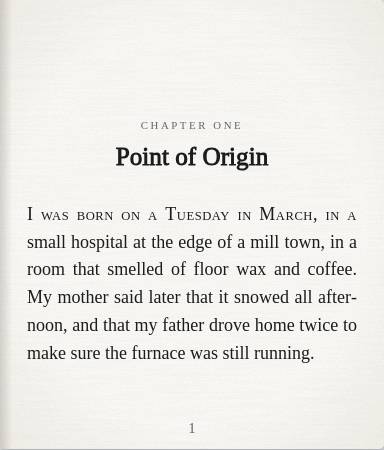 CHAPTER ONE
Point of Origin
I was born on a Tuesday in March, in a
small hospital at the edge of a mill town, in a
room that smelled of floor wax and coffee.
My mother said later that it snowed all after-
noon, and that my father drove home twice to
make sure the furnace was still running.
1